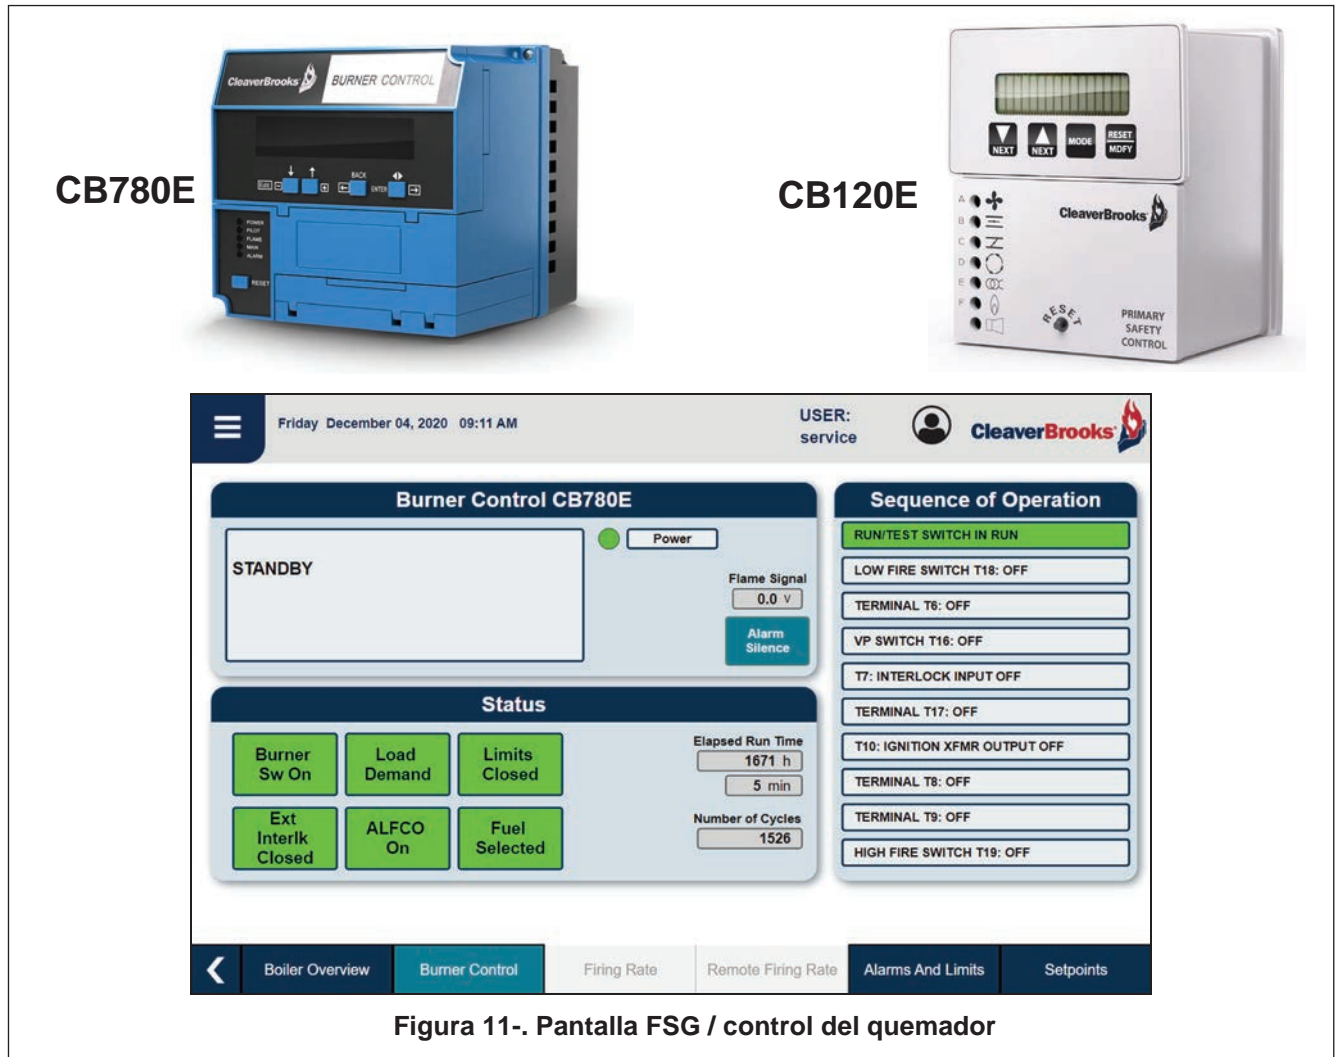 CB780E
CleaverBrooks
BURNER CONTROL
BACK
Edit
ENTER
POWER
PILOT
FLAME
MAIN
ALARM
RESET
CB120E
NEXT
NEXT
MODE
RESET
MDFY
A
B
C
D
E
F
CleaverBrooks
RESET
PRIMARY
SAFETY
CONTROL
Friday December 04, 2020 09:11 AM
USER:
service
CleaverBrooks
Burner Control CB780E
STANDBY
Power
Flame Signal
0.0 V
Alarm
Silence
Status
Burner
Sw On
Load
Demand
Limits
Closed
Ext
Interlk
Closed
ALFCO
On
Fuel
Selected
Elapsed Run Time
1671 h
5 min
Number of Cycles
1526
Sequence of Operation
RUN/TEST SWITCH IN RUN
LOW FIRE SWITCH T18: OFF
TERMINAL T6: OFF
VP SWITCH T16: OFF
T7: INTERLOCK INPUT OFF
TERMINAL T17: OFF
T10: IGNITION XFMR OUTPUT OFF
TERMINAL T8: OFF
TERMINAL T9: OFF
HIGH FIRE SWITCH T19: OFF
Boiler Overview
Burner Control
Firing Rate
Remote Firing Rate
Alarms And Limits
Setpoints
Figura 11-. Pantalla FSG / control del quemador